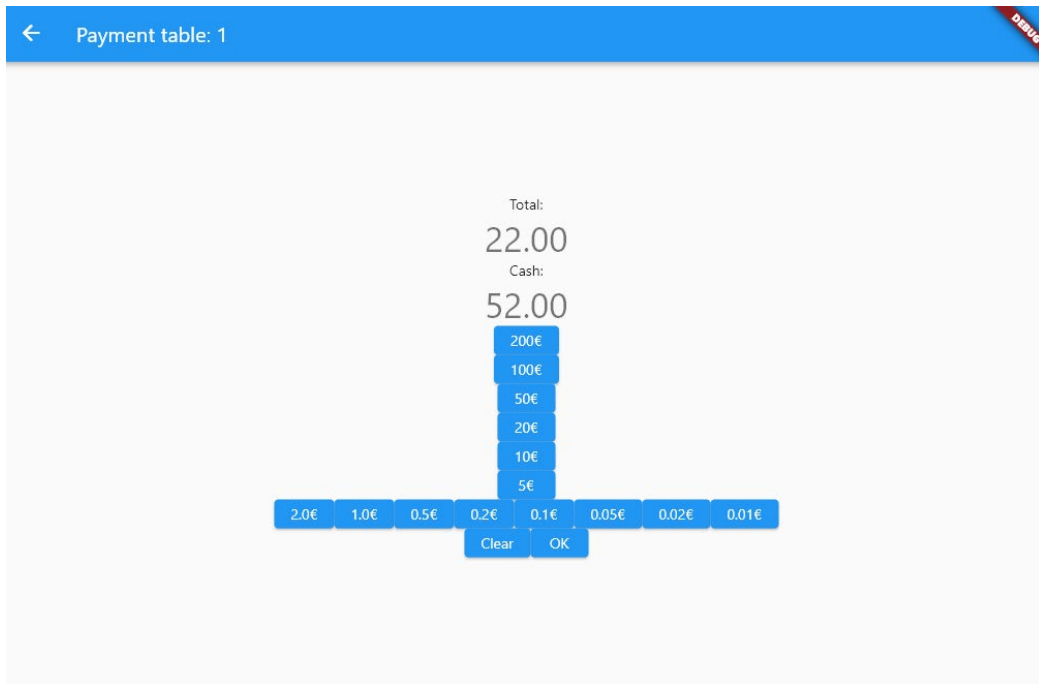 Payment table: 1
DEBUG
Total:
22.00
Cash:
52.00
200€
100€
50€
20€
10€
5€
2.0€ 1.0€ 0.5€ 0.2€ 0.1€ 0.05€ 0.02€ 0.01€
Clear OK